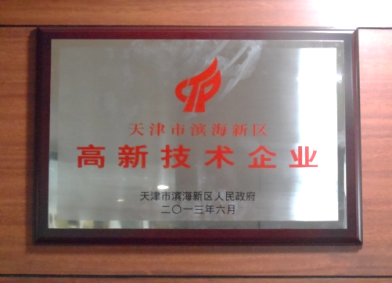 天津市滨海新区
高新技术企业
天津市滨海新区人民政府
二〇一三年六月